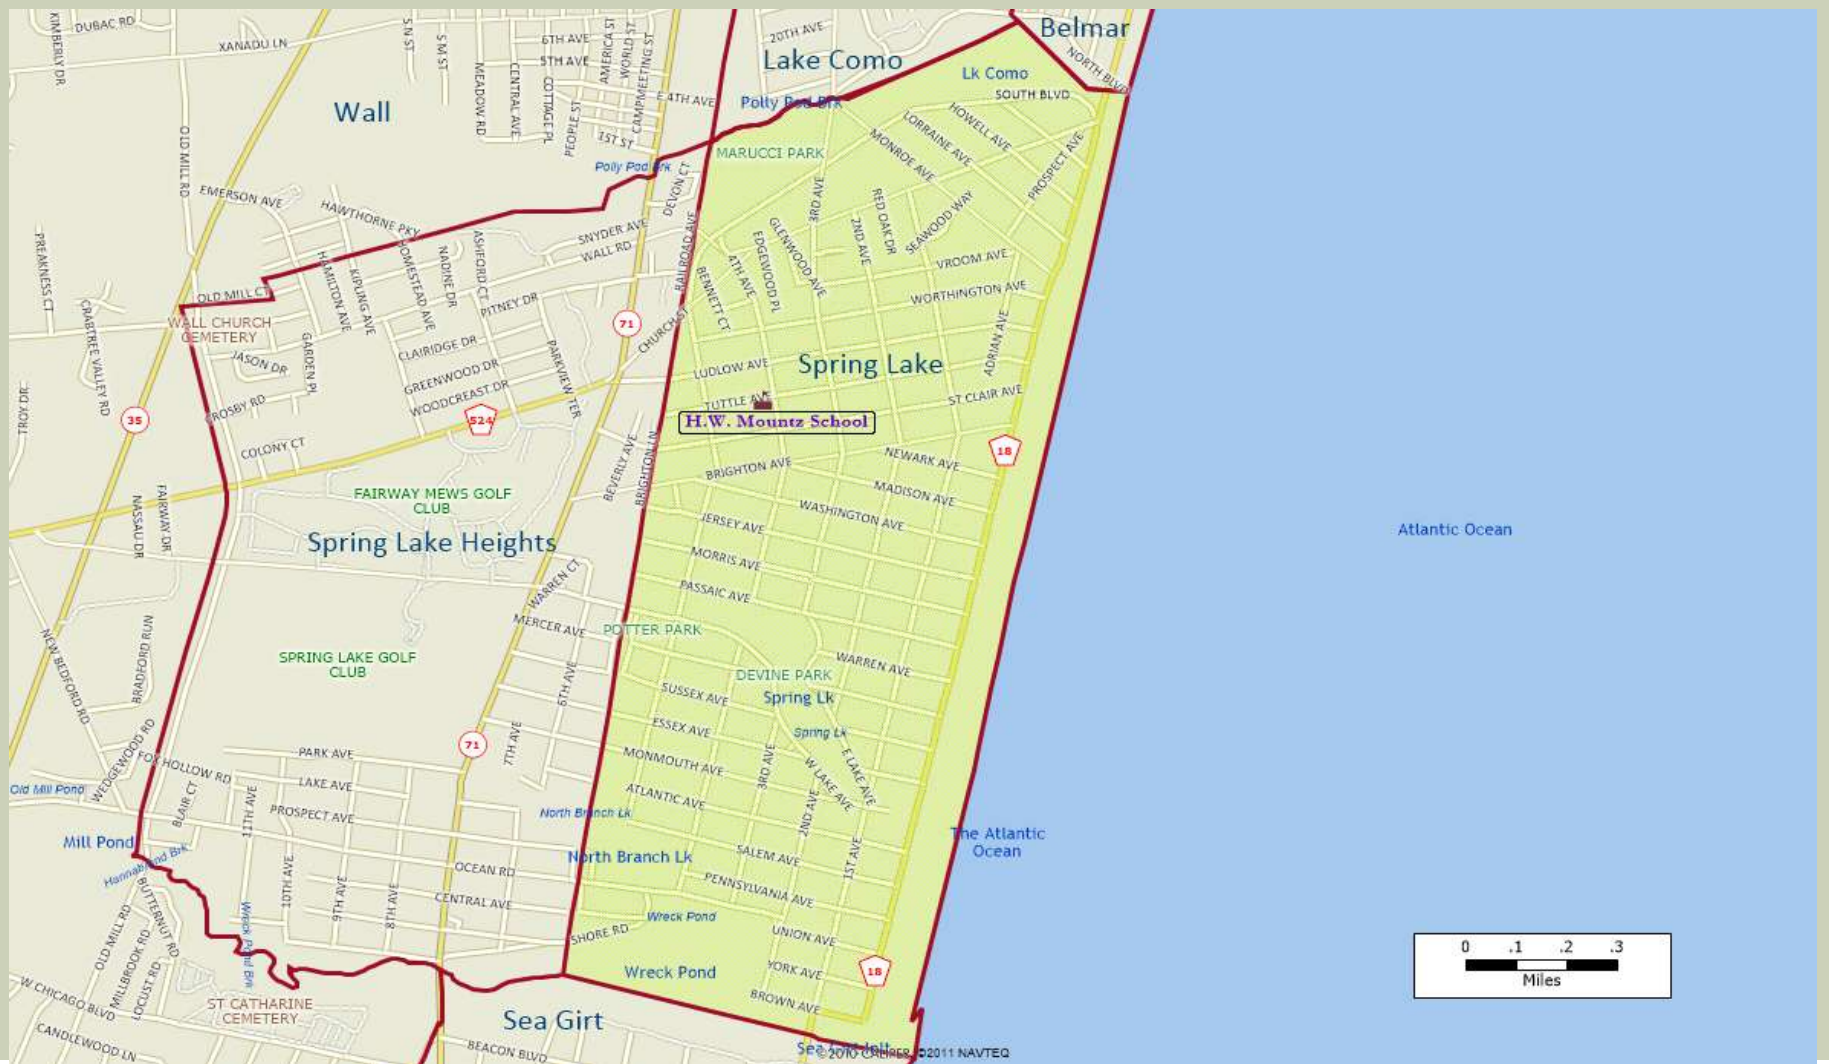 KIMBERLY DR
DUBAC RD
XANADU LN
S N ST
S M ST
6TH AVE
5TH AVE
AMERICA ST
WORLD ST
CAMPMEETING ST
MEADOW RD
CENTRAL AVE
COTTAGE PL
PEOPLE ST
E 4TH AVE
1ST ST
20TH AVE
Lake Como
Belmar
NORTH BLVD
Lk Como
SOUTH BLVD
Polly Pod Brk
Wall
OLD MILL RD
Polly Pod Brk
MARUCCI PARK
HOWELL AVE
LORRAINE AVE
MONROE AVE
PROSPECT AVE
DEVON CT
EMERSON AVE
HAWTHORNE PKY
SNYDER AVE
WALL RD
RAILROAD AVE
3RD AVE
RED OAK DR
SEAWOOD WAY
2ND AVE
GLENWOOD AVE
EDGEWOOD PL
4TH AVE
BENNETT CT
VROOM AVE
WORTHINGTON AVE
PREAKNESS CT
HAMILTON AVE
KIPLING AVE
HOMESTEAD AVE
NADINE DR
ASHFORD CT
PITNEY DR
OLD MILL CT
WALL CHURCH
CEMETERY
CRABTREE VALLEY RD
JASON DR
GARDEN PL
CLAIRIDGE DR
GREENWOOD DR
WOODCREAST DR
PARKVIEW TER
71
CHURCH ST
ADRIAN AVE
LUDLOW AVE
Spring Lake
TUTTLE AVE
ST CLAIR AVE
H.W. Mountz School
TROY DR
35
CROSBY RD
524
COLONY CT
BEVERLY AVE
BRIGHTON LN
BRIGHTON AVE
NEWARK AVE
18
MADISON AVE
FAIRWAY MEWS GOLF
CLUB
FAIRWAY DR
NASSAU DR
WASHINGTON AVE
JERSEY AVE
Atlantic Ocean
Spring Lake Heights
MORRIS AVE
WARREN CT
PASSAIC AVE
MERCER AVE
POTTER PARK
NEW BEDFORD RD
BRADFORD RUN
SPRING LAKE GOLF
CLUB
6TH AVE
WARREN AVE
DEVINE PARK
SUSSEX AVE
Spring Lk
ESSEX AVE
Spring Lk
71
7TH AVE
PARK AVE
WEDGEWOOD RD
FOX HOLLOW RD
MONMOUTH AVE
3RD AVE
W LAKE AVE
E LAKE AVE
LAKE AVE
Old Mill Pond
BLAIR CT
11TH AVE
PROSPECT AVE
ATLANTIC AVE
2ND AVE
North Branch Lk
Mill Pond
The Atlantic
Ocean
North Branch Lk
SALEM AVE
1ST AVE
OCEAN RD
10TH AVE
9TH AVE
8TH AVE
CENTRAL AVE
PENNSYLVANIA AVE
BUTTERNUT RD
Wreck Pond Brk
Wreck Pond
SHORE RD
UNION AVE
OLD MILL RD
MILLBROOK RD
LOCUST RD
Wreck Pond
YORK AVE
18
BROWN AVE
W CHICAGO BLVD
ST CATHARINE
CEMETERY
Sea Girt
CANDLEWOOD LN
BEACON BLVD
©2010 CALIPER; ©2011 NAVTEQ
0 .1 .2 .3
Miles